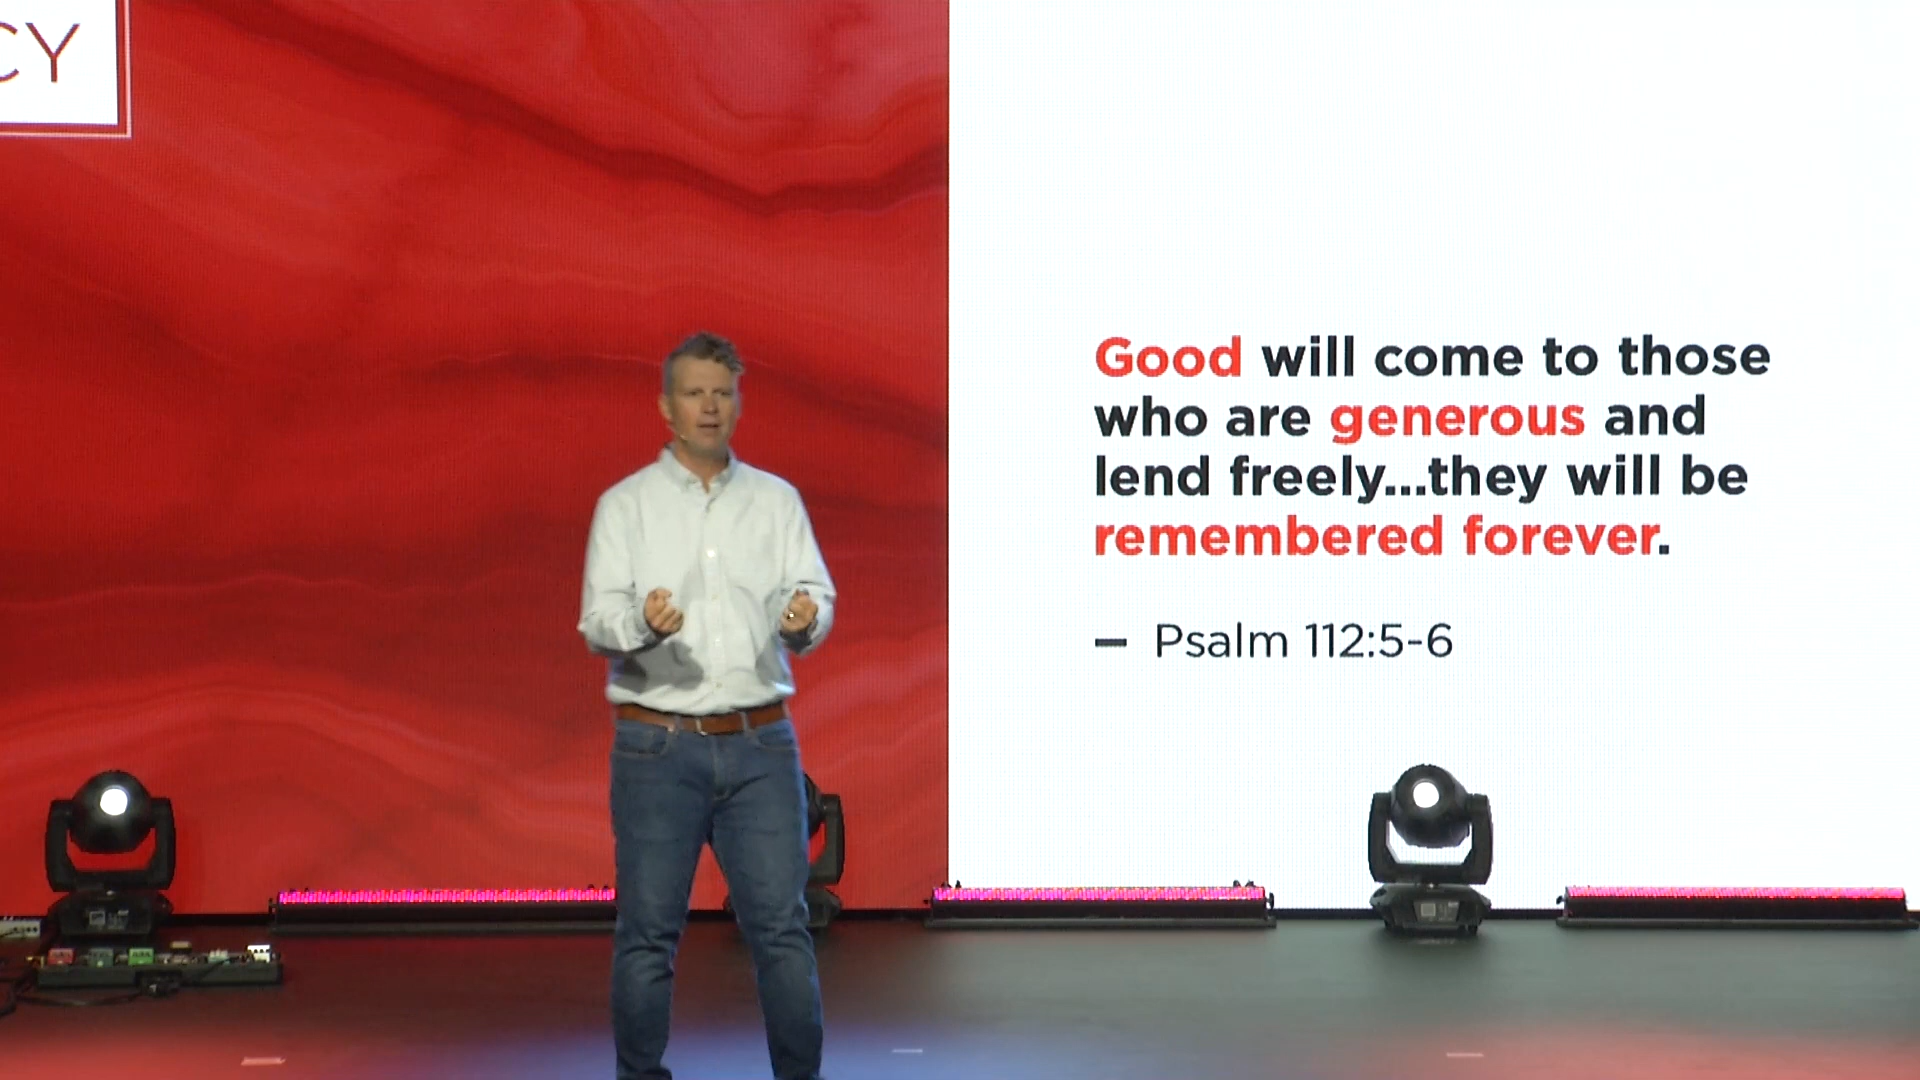 CY
Good will come to those
who are generous and
lend freely...they will be
remembered forever.
– Psalm 112:5-6